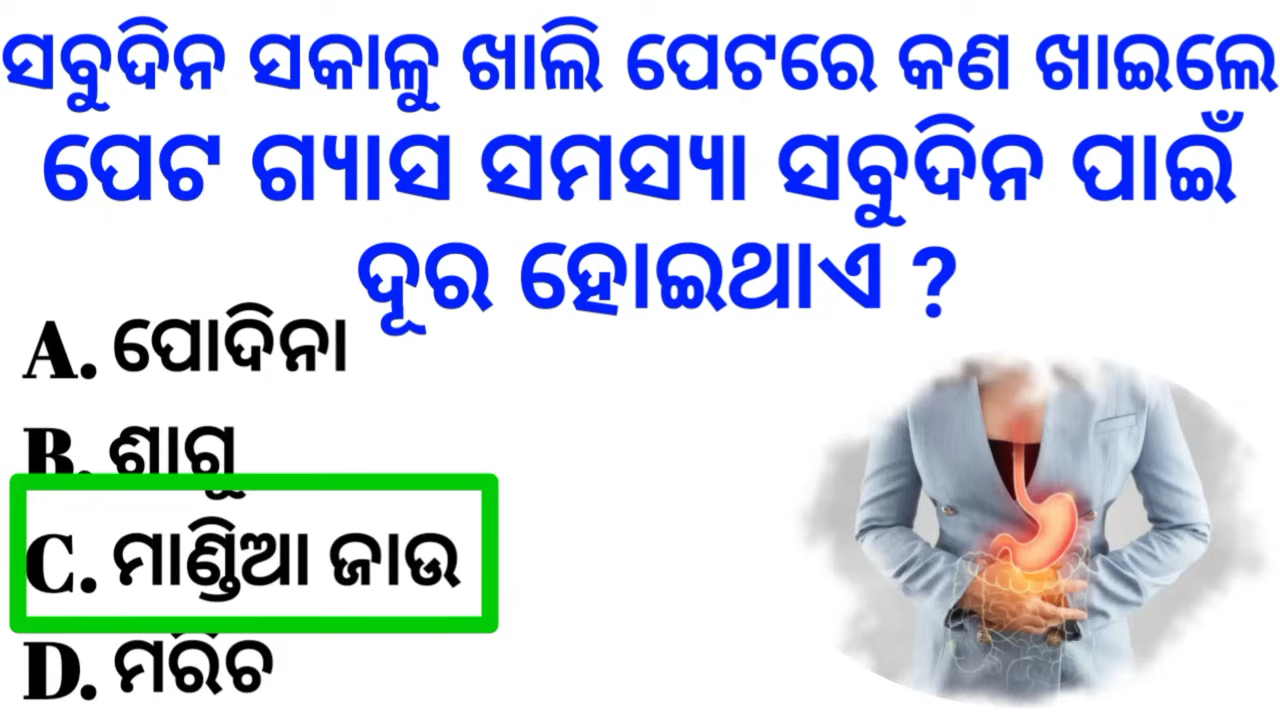 ସବୁଦିନ ସକାଳୁ ଖାଲି ପେଟରେ କଣ ଖାଇଲେ
ପେଟ ଗ୍ୟାସ ସମସ୍ୟା ସବୁଦିନ ପାଇଁ
ଦୂର ହୋଇଥାଏ ?
A. ପୋଦିନା
B. ଶାଗୁ
C. ମାଣ୍ଡିଆ ଜାଉ
D. ମରିଚ